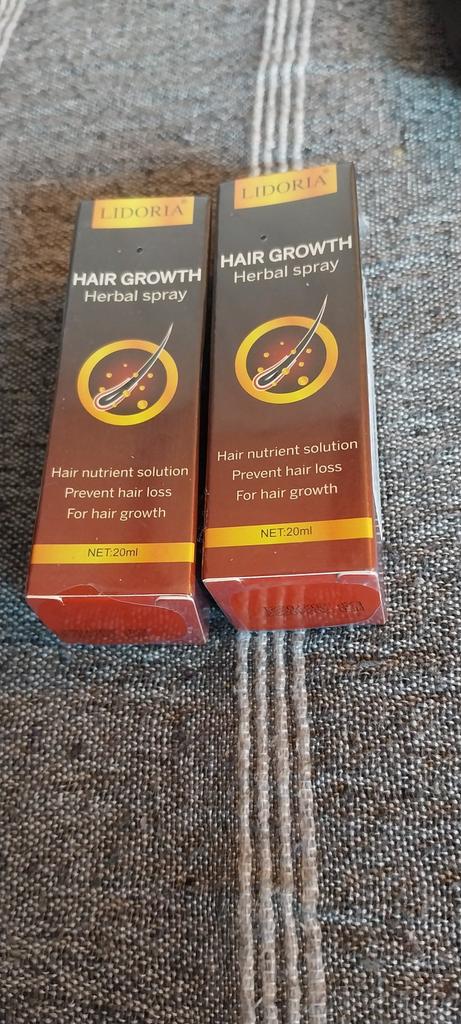 LIDORIA®
HAIR GROWTH
Herbal spray
Hair nutrient solution
Prevent hair loss
For hair growth
NET:20ml
LIDORIA®
HAIR GROWTH
Herbal spray
Hair nutrient solution
Prevent hair loss
For hair growth
NET:20ml